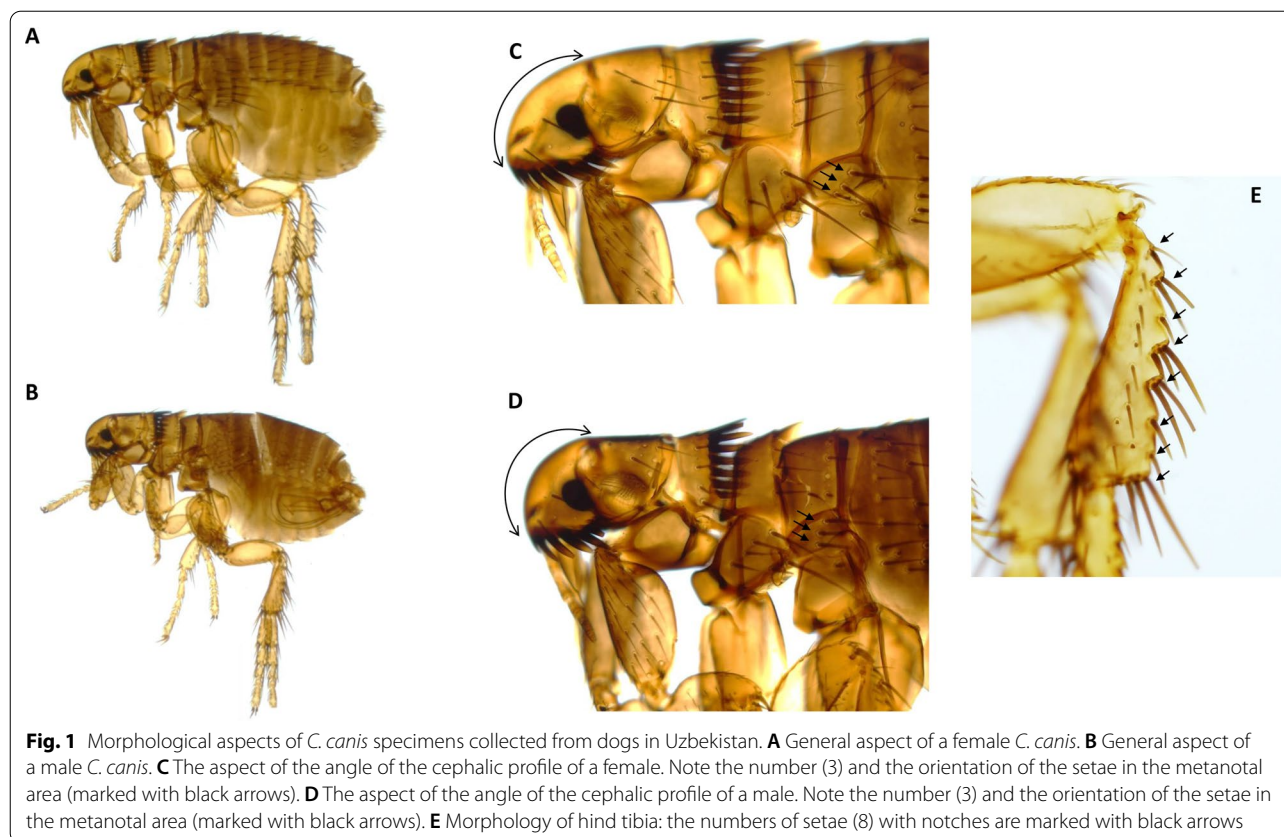 A
C
E
B
D
Fig. 1 Morphological aspects of C. canis specimens collected from dogs in Uzbekistan. A General aspect of a female C. canis. B General aspect of
a male C. canis. C The aspect of the angle of the cephalic profile of a female. Note the number (3) and the orientation of the setae in the metanotal
area (marked with black arrows). D The aspect of the angle of the cephalic profile of a male. Note the number (3) and the orientation of the setae in
the metanotal area (marked with black arrows). E Morphology of hind tibia: the numbers of setae (8) with notches are marked with black arrows